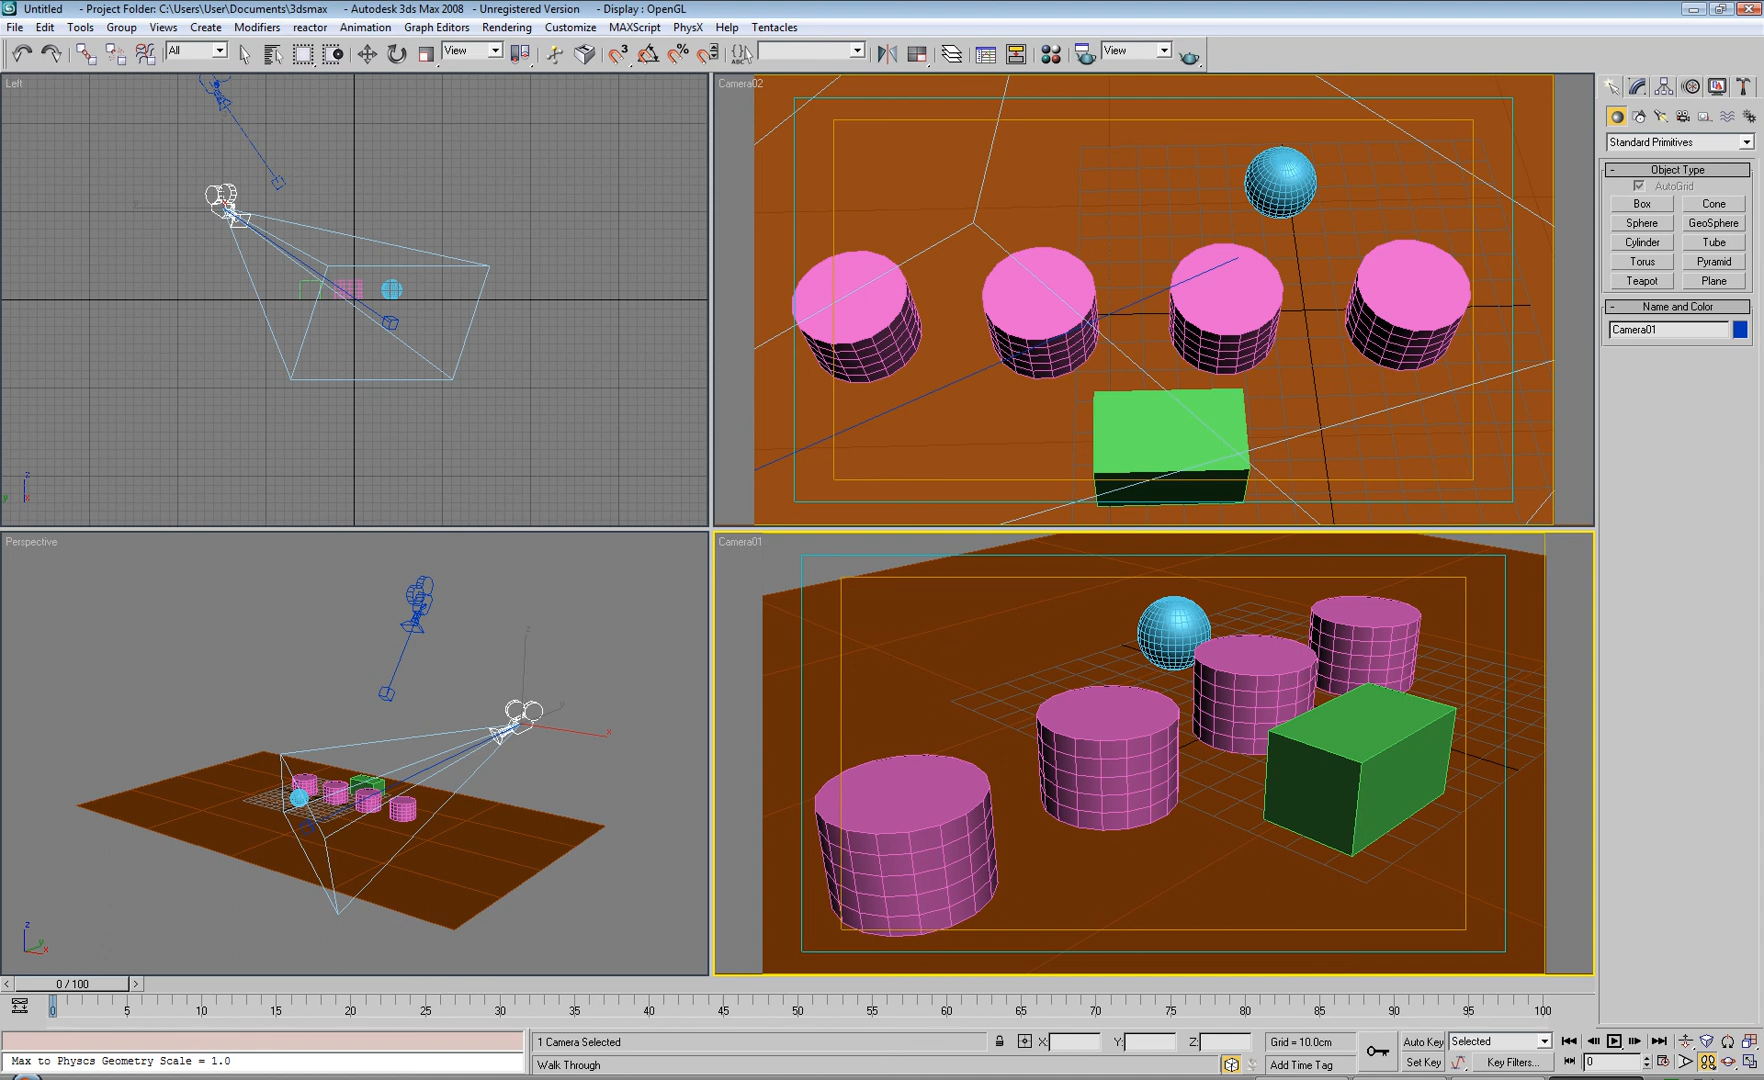 Untitled - Project Folder: C:\Users\User\Documents\3dsmax - Autodesk 3ds Max 2008 - Unregistered Version - Display : OpenGL
File Edit Tools Group Views Create Modifiers reactor Animation Graph Editors Rendering Customize MAXScript PhysX Help Tentacles
All View View
Left
Camera02
Standard Primitives
- Object Type
AutoGrid
Box Cone
Sphere GeoSphere
Cylinder Tube
Torus Pyramid
Teapot Plane
- Name and Color
Camera01
z
y x
Perspective
Camera01
z
y
x
z
y
x
< 0 / 100 >
0 5 10 15 20 25 30 35 40 45 50 55 60 65 70 75 80 85 90 95 100
1 Camera Selected X: Y: Z: Grid = 10.0cm Auto Key Selected
Max to Physcs Geometry Scale = 1.0 Walk Through Add Time Tag Set Key Key Filters... 0